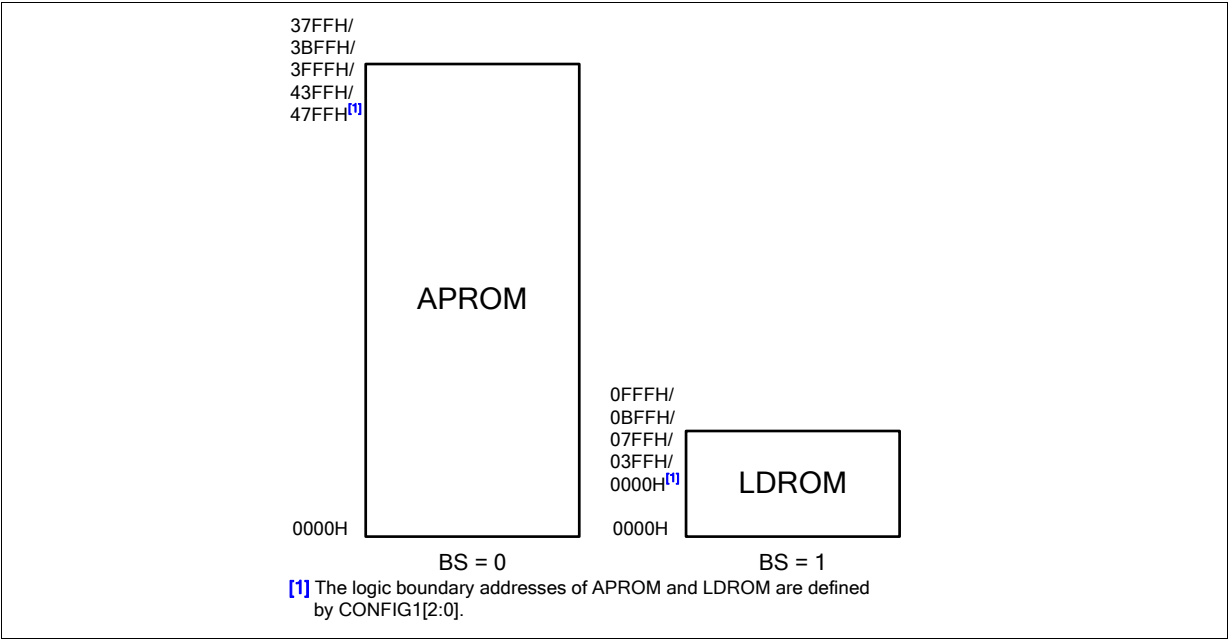 37FFH/
3BFFH/
3FFFH/
43FFH/
47FFH[1]
APROM
0FFFH/
0BFFH/
07FFH/
03FFH/
0000H[1]
LDROM
0000H
0000H
BS = 0
BS = 1
[1] The logic boundary addresses of APROM and LDROM are defined
by CONFIG1[2:0].